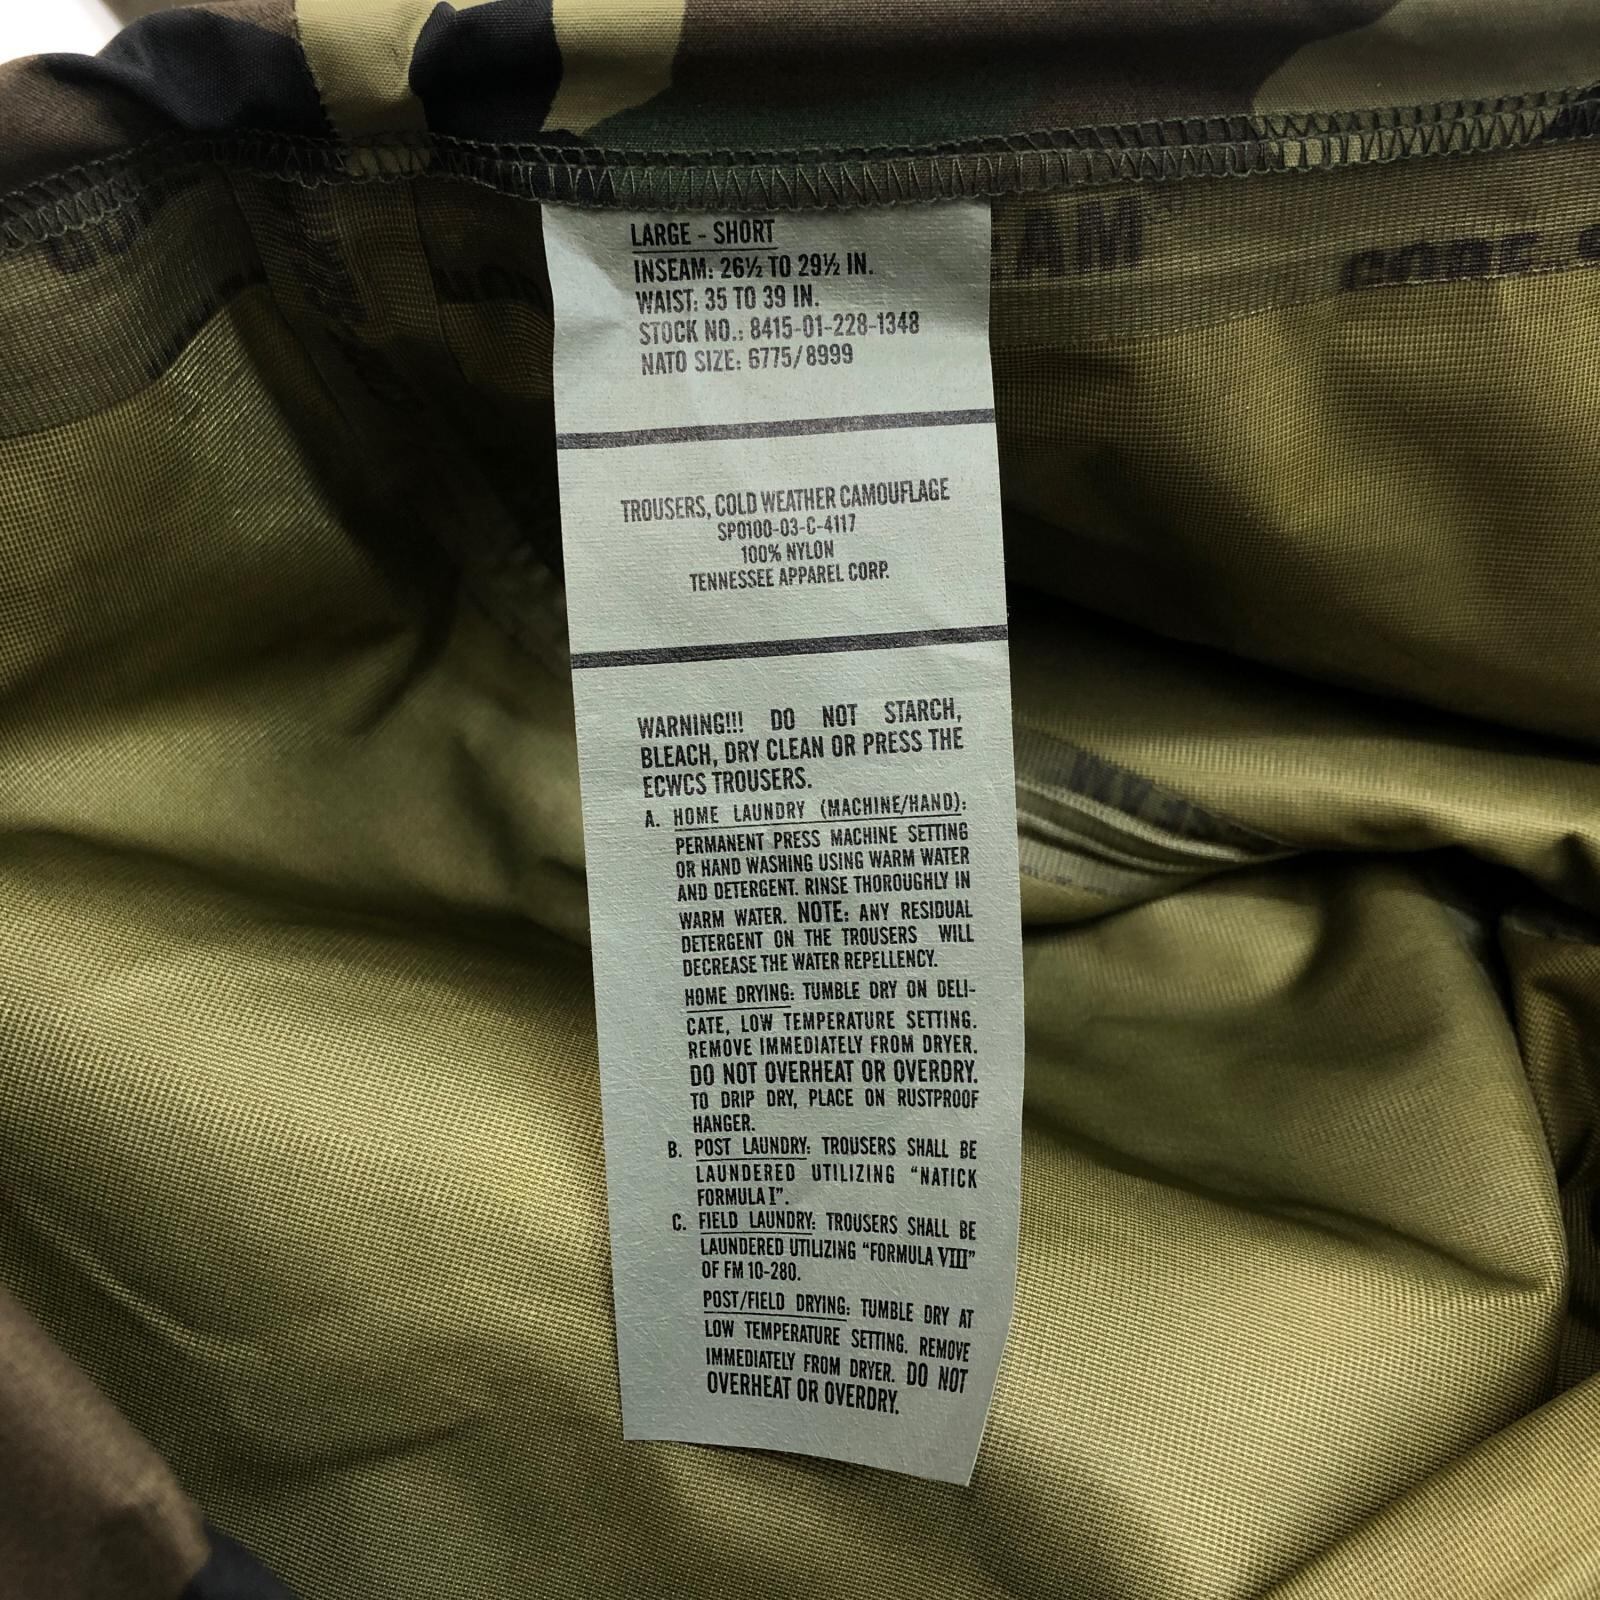 LARGE - SHORT
INSEAM: 26½ TO 29½ IN.
WAIST: 35 TO 39 IN.
STOCK NO.: 8415-01-228-1348
NATO SIZE: 6775/8999
TROUSERS, COLD WEATHER CAMOUFLAGE
SP0100-03-C-4117
100% NYLON
TENNESSEE APPAREL CORP.
WARNING!!! DO NOT STARCH,
BLEACH, DRY CLEAN OR PRESS THE
ECWCS TROUSERS.
A. HOME LAUNDRY (MACHINE/HAND):
PERMANENT PRESS MACHINE SETTING
OR HAND WASHING USING WARM WATER
AND DETERGENT. RINSE THOROUGHLY IN
WARM WATER. NOTE: ANY RESIDUAL
DETERGENT ON THE TROUSERS WILL
DECREASE THE WATER REPELLENCY.
HOME DRYING: TUMBLE DRY ON DELI-
CATE, LOW TEMPERATURE SETTING.
REMOVE IMMEDIATELY FROM DRYER.
DO NOT OVERHEAT OR OVERDRY.
TO DRIP DRY, PLACE ON RUSTPROOF
HANGER.
B. POST LAUNDRY: TROUSERS SHALL BE
LAUNDERED UTILIZING "NATICK
FORMULA I".
C. FIELD LAUNDRY: TROUSERS SHALL BE
LAUNDERED UTILIZING "FORMULA VIII"
OF FM 10-280.
POST/FIELD DRYING: TUMBLE DRY AT
LOW TEMPERATURE SETTING. REMOVE
IMMEDIATELY FROM DRYER. DO NOT
OVERHEAT OR OVERDRY.